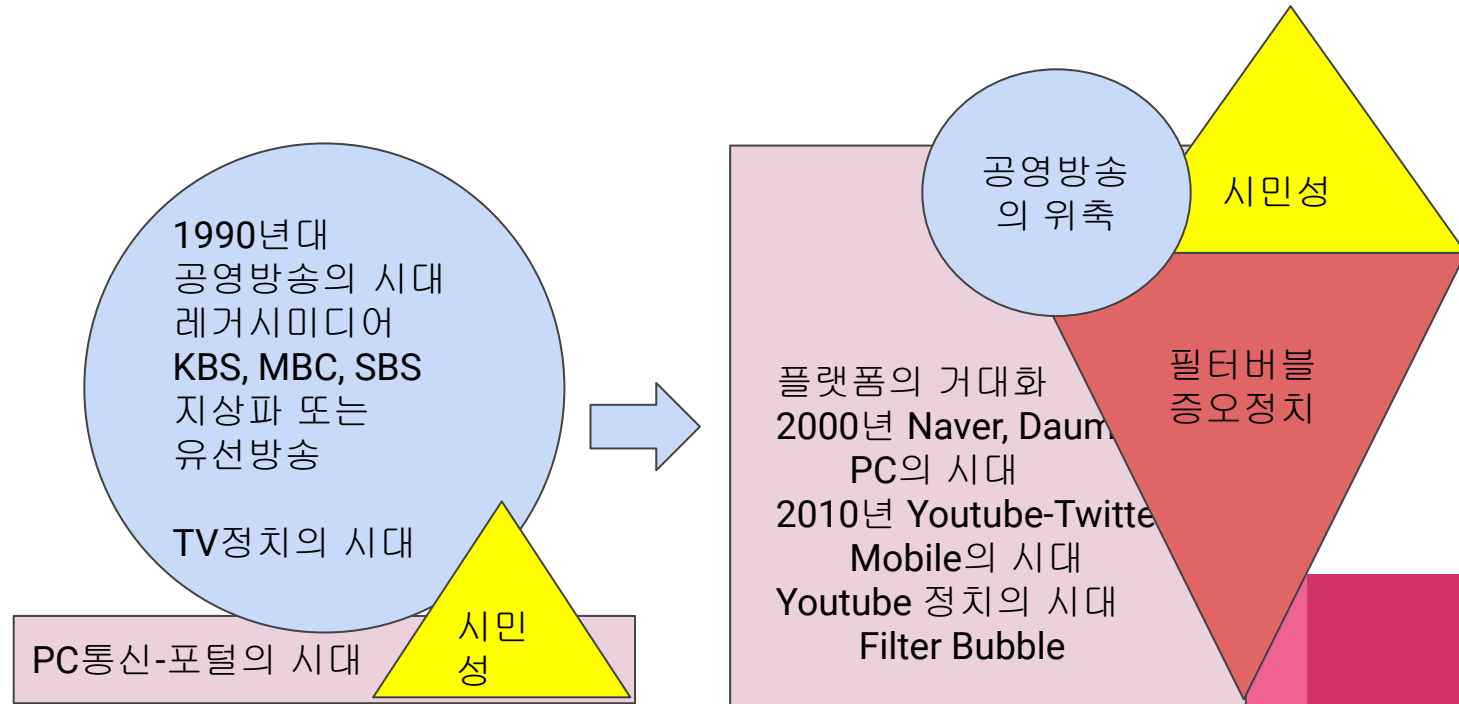 1990년대
공영방송의 시대
레거시미디어
KBS, MBC, SBS
지상파 또는
유선방송
TV정치의 시대
PC통신-포털의 시대
시민
성
공영방송
의 위축
시민성
필터버블
증오정치
플랫폼의 거대화
2000년 Naver, Daum
PC의 시대
2010년 Youtube-Twitte
Mobile의 시대
Youtube 정치의 시대
Filter Bubble